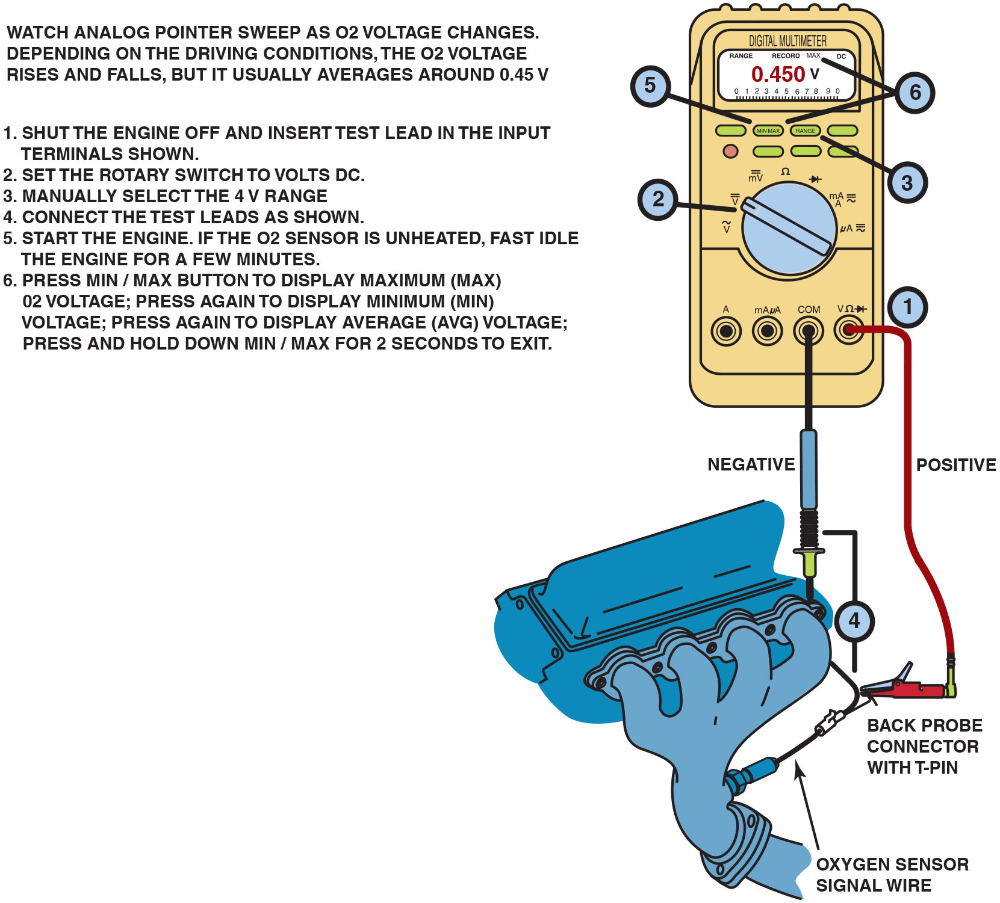 WATCH ANALOG POINTER SWEEP AS O2 VOLTAGE CHANGES.
DEPENDING ON THE DRIVING CONDITIONS, THE O2 VOLTAGE
RISES AND FALLS, BUT IT USUALLY AVERAGES AROUND 0.45 V
1. SHUT THE ENGINE OFF AND INSERT TEST LEAD IN THE INPUT
TERMINALS SHOWN.
2. SET THE ROTARY SWITCH TO VOLTS DC.
3. MANUALLY SELECT THE 4 V RANGE
4. CONNECT THE TEST LEADS AS SHOWN.
5. START THE ENGINE. IF THE O2 SENSOR IS UNHEATED, FAST IDLE
THE ENGINE FOR A FEW MINUTES.
6. PRESS MIN / MAX BUTTON TO DISPLAY MAXIMUM (MAX)
02 VOLTAGE; PRESS AGAIN TO DISPLAY MINIMUM (MIN)
VOLTAGE; PRESS AGAIN TO DISPLAY AVERAGE (AVG) VOLTAGE;
PRESS AND HOLD DOWN MIN / MAX FOR 2 SECONDS TO EXIT.
DIGITAL MULTIMETER
RANGE RECORD MAX DC
0.450 V
0 1 2 3 4 5 6 7 8 9 0
5
6
MIN MAX RANGE
3
2
mV Ω
V
mA
A
V
µA
1
A mAµA COM VΩ
NEGATIVE POSITIVE
4
BACK PROBE
CONNECTOR
WITH T-PIN
OXYGEN SENSOR
SIGNAL WIRE